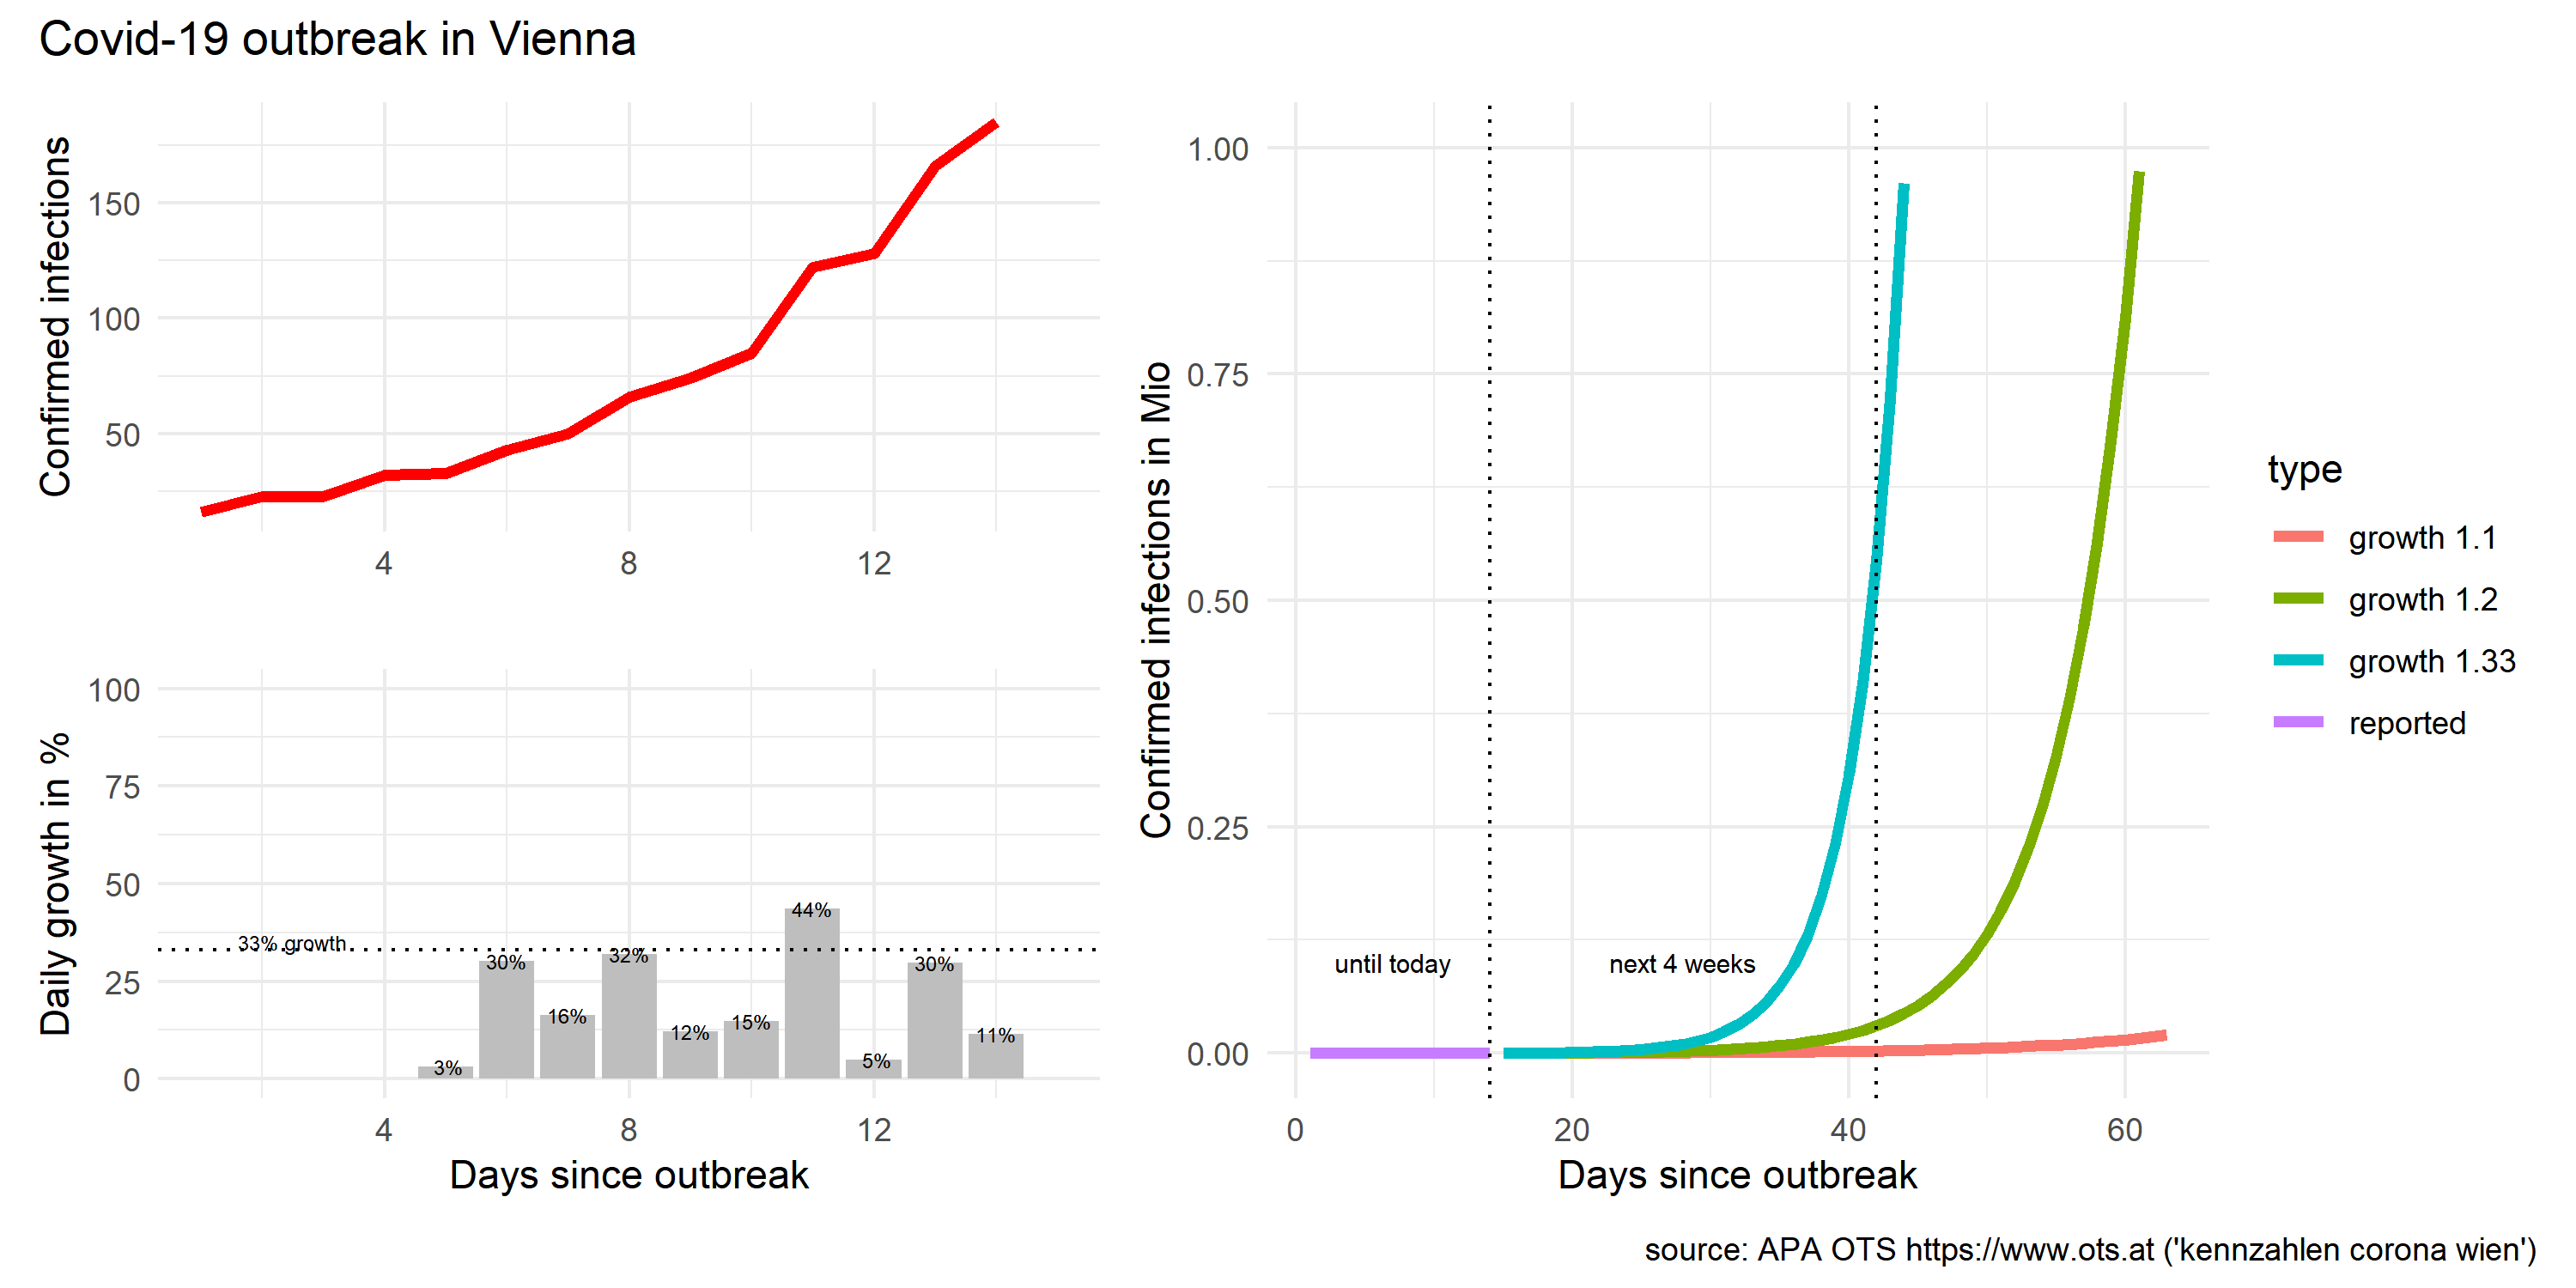 Covid-19 outbreak in Vienna
Confirmed infections
150
100
50
4 8 12
Daily growth in %
100
75
50
25
0
33% growth
3%
30%
16%
32%
12%
15%
44%
5%
30%
11%
4 8 12
Days since outbreak
Confirmed infections in Mio
1.00
0.75
0.50
0.25
0.00
until today
next 4 weeks
0 20 40 60
Days since outbreak
type
growth 1.1
growth 1.2
growth 1.33
reported
source: APA OTS https://www.ots.at ('kennzahlen corona wien')